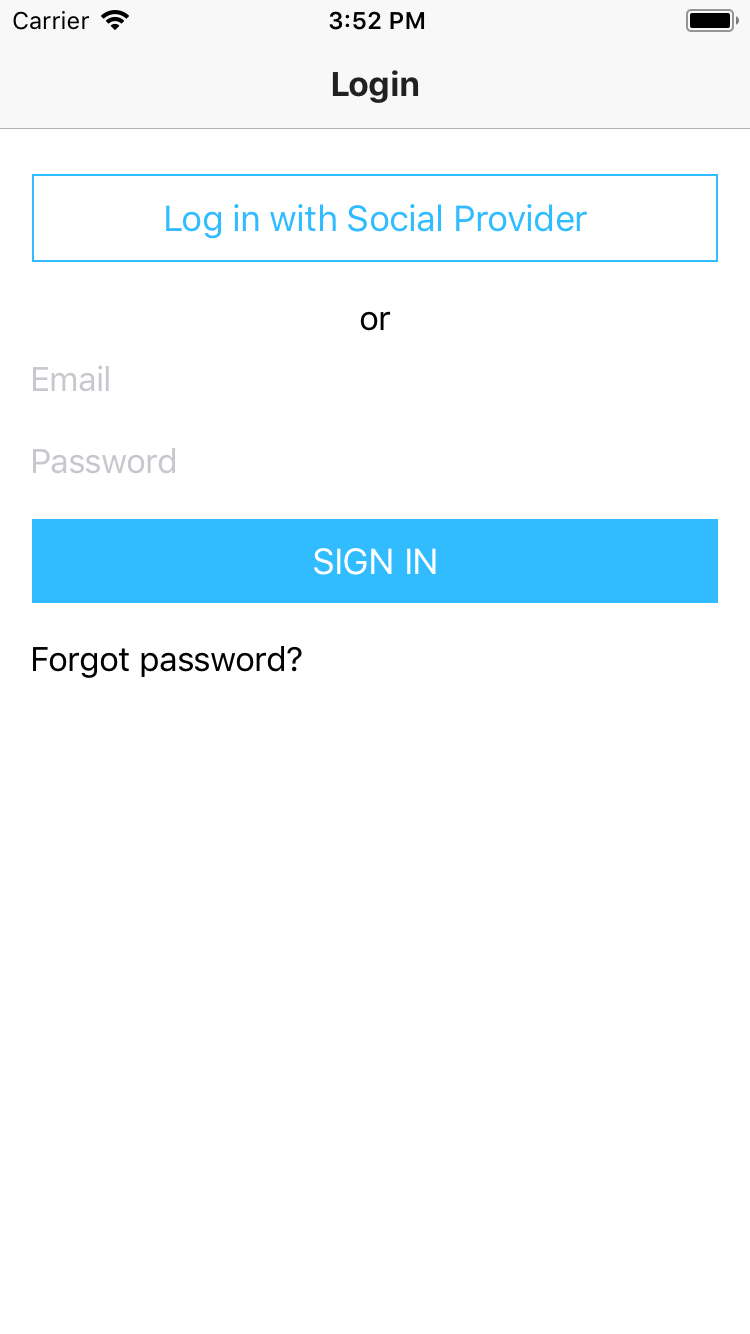 Carrier 3:52 PM
Login
Log in with Social Provider
or
Email
Password
SIGN IN
Forgot password?